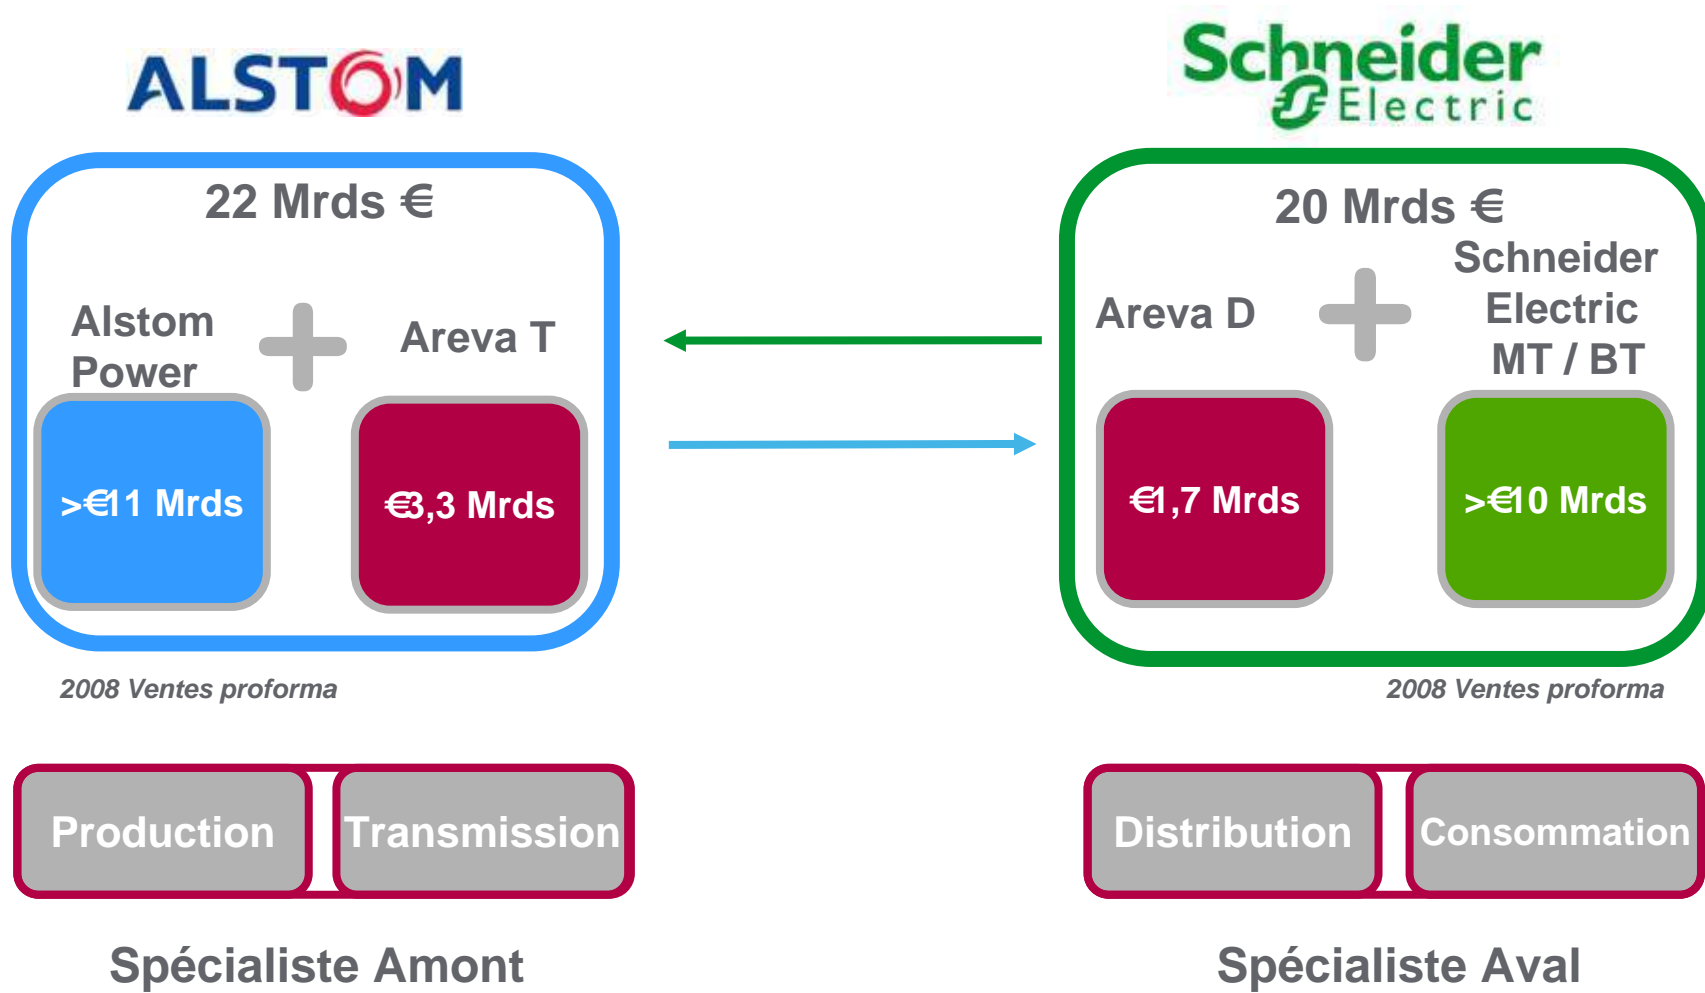 ALSTOM
22 Mrds €
Alstom
Power
Areva T
>€11 Mrds
€3,3 Mrds
2008 Ventes proforma
Production
Transmission
Spécialiste Amont
Schneider
Electric
20 Mrds €
Areva D
Schneider
Electric
MT / BT
€1,7 Mrds
>€10 Mrds
2008 Ventes proforma
Distribution
Consommation
Spécialiste Aval